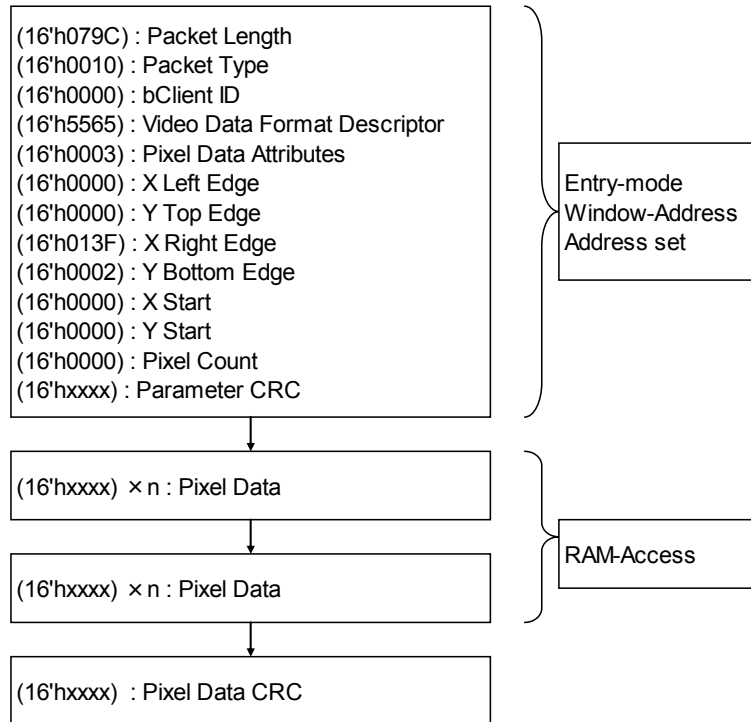 (16'h079C) : Packet Length
(16'h0010) : Packet Type
(16'h0000) : bClient ID
(16'h5565) : Video Data Format Descriptor
(16'h0003) : Pixel Data Attributes
(16'h0000) : X Left Edge
(16'h0000) : Y Top Edge
(16'h013F) : X Right Edge
(16'h0002) : Y Bottom Edge
(16'h0000) : X Start
(16'h0000) : Y Start
(16'h0000) : Pixel Count
(16'hxxxx) : Parameter CRC
Entry-mode
Window-Address
Address set
(16'hxxxx) × n : Pixel Data
(16'hxxxx) × n : Pixel Data
RAM-Access
(16'hxxxx) : Pixel Data CRC